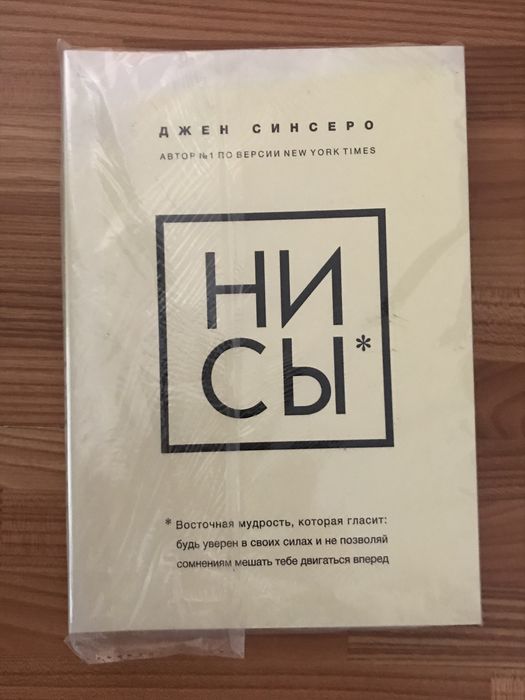 ДЖЕН СИНСЕРО
АВТОР №1 ПО ВЕРСИИ NEW YORK TIMES
НИ
СЫ*
* Восточная мудрость, которая гласит:
будь уверен в своих силах и не позволяй
сомнениям мешать тебе двигаться вперед